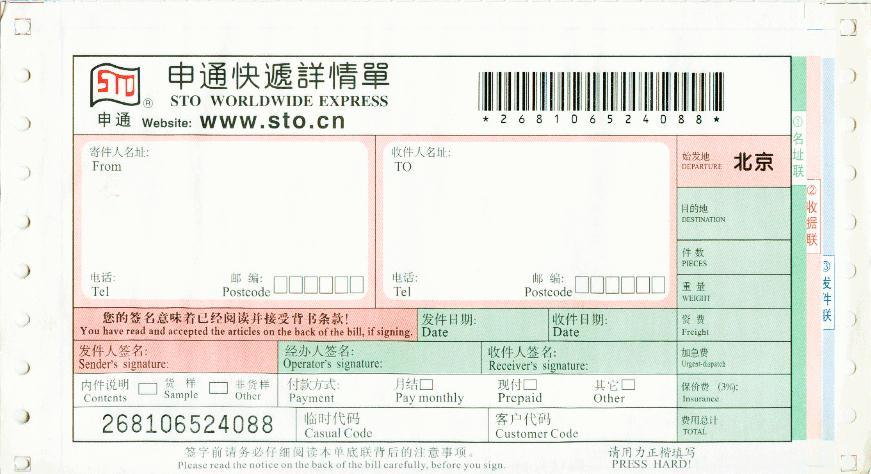 STO
®
申通
申通快遞詳情單
STO WORLDWIDE EXPRESS
Website: www.sto.cn
*268106524088*
寄件人名址:
From
电话:
Tel
邮 编:
Postcode
收件人名址:
TO
电话:
Tel
邮 编:
Postcode
始发地
DEPARTURE
北京
目的地
DESTINATION
件 数
PIECES
重 量
WEIGHT
资 费
Freight
加急费
Urgent-dispatch
保价费 (3%):
Insurance
费用总计
TOTAL
您的签名意味着已经阅读并接受背书条款!
You have read and accepted the articles on the back of the bill, if signing.
发件日期:
Date
收件日期:
Date
发件人签名:
Sender's signature:
经办人签名:
Operator's signature:
收件人签名:
Receiver's signature:
内件说明
Contents
货 样
Sample
非货样
Other
付款方式:
Payment
月结
Pay monthly
现付
Prepaid
其它
Other
268106524088
临时代码
Casual Code
客户代码
Customer Code
签字前请务必仔细阅读本单底联背后的注意事项。
Please read the notice on the back of the bill carefully, before you sign.
请用力正楷填写
PRESS HARD!
①名址联
②收据联
③发件联